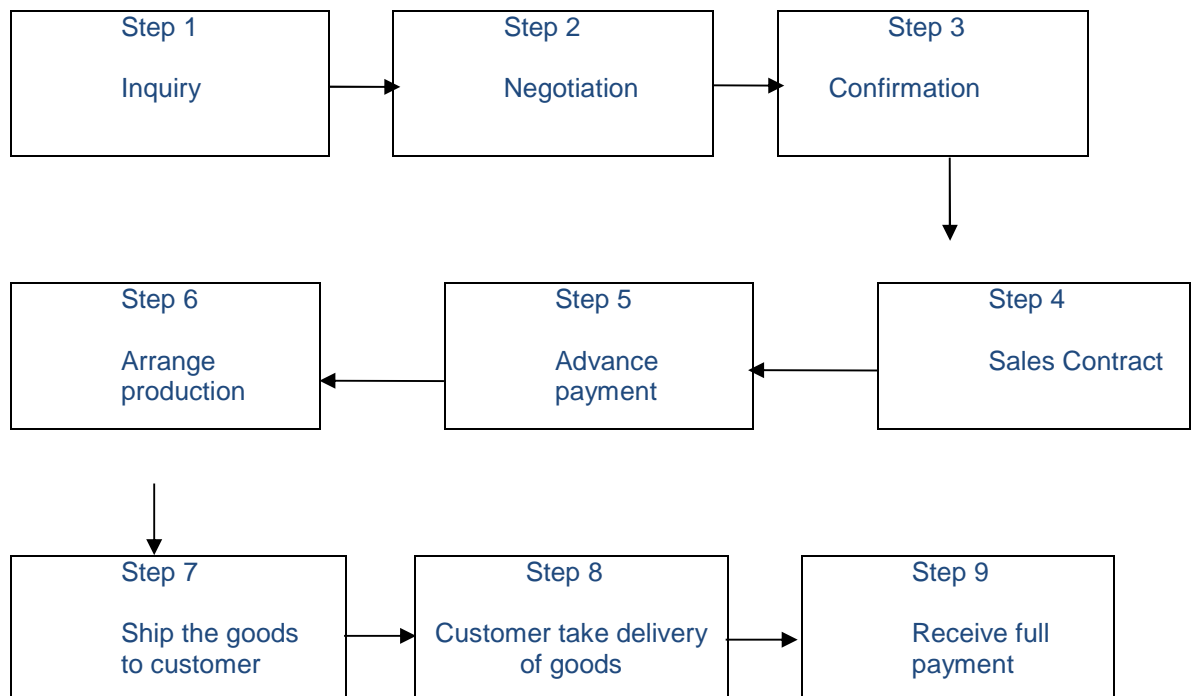 Step 1
Inquiry
Step 2
Negotiation
Step 3
Confirmation
Step 4
Sales Contract
Step 5
Advance
payment
Step 6
Arrange
production
Step 7
Ship the goods
to customer
Step 8
Customer take delivery
of goods
Step 9
Receive full
payment